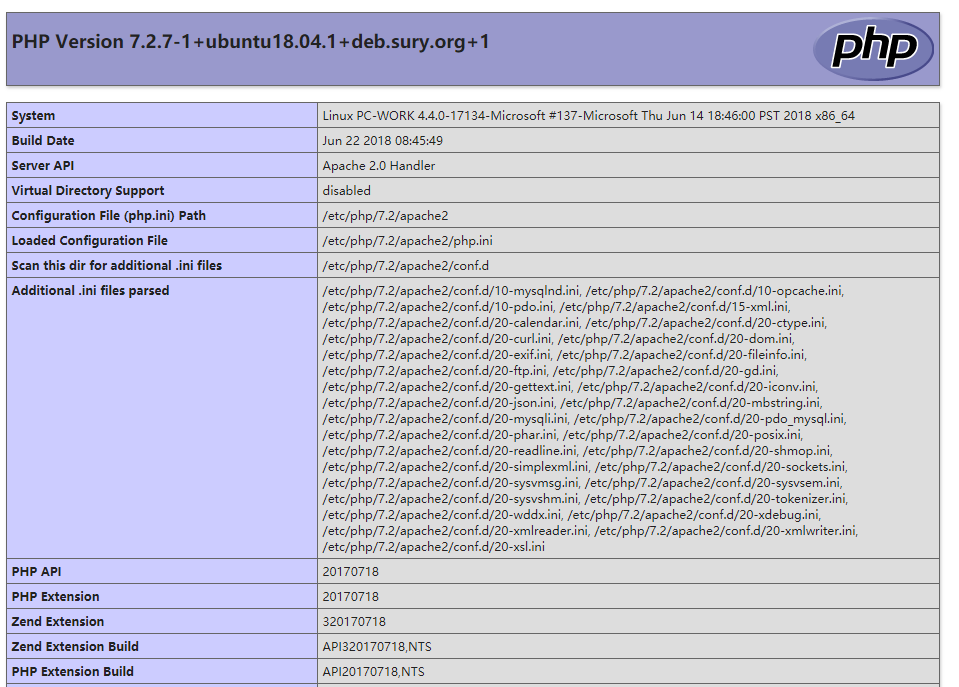 PHP Version 7.2.7-1+ubuntu18.04.1+deb.sury.org+1
php
System Linux PC-WORK 4.4.0-17134-Microsoft #137-Microsoft Thu Jun 14 18:46:00 PST 2018 x86_64
Build Date Jun 22 2018 08:45:49
Server API Apache 2.0 Handler
Virtual Directory Support disabled
Configuration File (php.ini) Path /etc/php/7.2/apache2
Loaded Configuration File /etc/php/7.2/apache2/php.ini
Scan this dir for additional .ini files /etc/php/7.2/apache2/conf.d
Additional .ini files parsed /etc/php/7.2/apache2/conf.d/10-mysqlnd.ini, /etc/php/7.2/apache2/conf.d/10-opcache.ini,
/etc/php/7.2/apache2/conf.d/10-pdo.ini, /etc/php/7.2/apache2/conf.d/15-xml.ini,
/etc/php/7.2/apache2/conf.d/20-calendar.ini, /etc/php/7.2/apache2/conf.d/20-ctype.ini,
/etc/php/7.2/apache2/conf.d/20-curl.ini, /etc/php/7.2/apache2/conf.d/20-dom.ini,
/etc/php/7.2/apache2/conf.d/20-exif.ini, /etc/php/7.2/apache2/conf.d/20-fileinfo.ini,
/etc/php/7.2/apache2/conf.d/20-ftp.ini, /etc/php/7.2/apache2/conf.d/20-gd.ini,
/etc/php/7.2/apache2/conf.d/20-gettext.ini, /etc/php/7.2/apache2/conf.d/20-iconv.ini,
/etc/php/7.2/apache2/conf.d/20-json.ini, /etc/php/7.2/apache2/conf.d/20-mbstring.ini,
/etc/php/7.2/apache2/conf.d/20-mysqli.ini, /etc/php/7.2/apache2/conf.d/20-pdo_mysql.ini,
/etc/php/7.2/apache2/conf.d/20-phar.ini, /etc/php/7.2/apache2/conf.d/20-posix.ini,
/etc/php/7.2/apache2/conf.d/20-readline.ini, /etc/php/7.2/apache2/conf.d/20-shmop.ini,
/etc/php/7.2/apache2/conf.d/20-simplexml.ini, /etc/php/7.2/apache2/conf.d/20-sockets.ini,
/etc/php/7.2/apache2/conf.d/20-sysvmsg.ini, /etc/php/7.2/apache2/conf.d/20-sysvsem.ini,
/etc/php/7.2/apache2/conf.d/20-sysvshm.ini, /etc/php/7.2/apache2/conf.d/20-tokenizer.ini,
/etc/php/7.2/apache2/conf.d/20-wddx.ini, /etc/php/7.2/apache2/conf.d/20-xdebug.ini,
/etc/php/7.2/apache2/conf.d/20-xmlreader.ini, /etc/php/7.2/apache2/conf.d/20-xmlwriter.ini,
/etc/php/7.2/apache2/conf.d/20-xsl.ini
PHP API 20170718
PHP Extension 20170718
Zend Extension 320170718
Zend Extension Build API320170718,NTS
PHP Extension Build API20170718,NTS